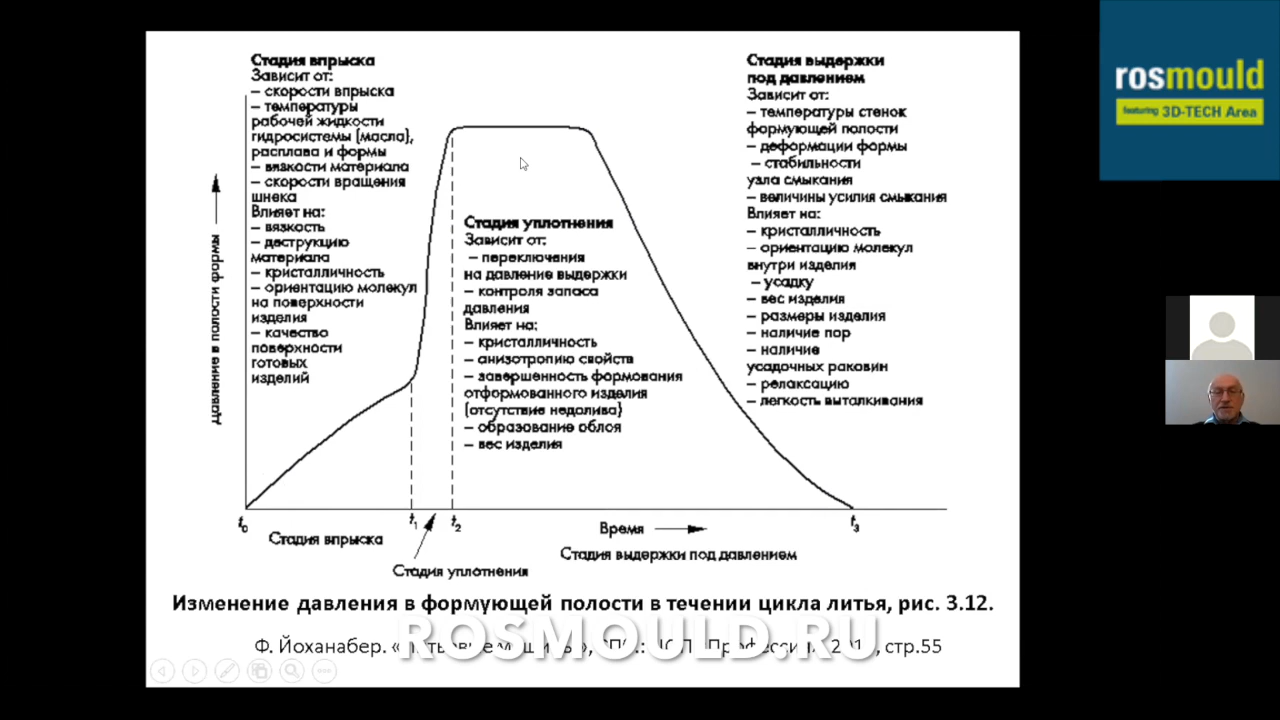 Стадия впрыска
Зависит от:
– скорости впрыска
– температуры
рабочей жидкости
гидросистемы (масла),
расплава и формы
– вязкости материала
– скорости вращения
шнека
Влияет на:
– вязкость
– деструкцию
материала
– кристалличность
– ориентацию молекул
на поверхности
изделия
– качество
поверхности
готовых
изделий
Стадия уплотнения
Зависит от:
– переключения
на давление выдержки
– контроля запаса
давления
Влияет на:
– кристалличность
– анизотропию свойств
– завершенность формования
отформованного изделия
(отсутствие недолива)
– образование облоя
– вес изделия
Стадия выдержки
под давлением
Зависит от:
– температуры стенок
формующей полости
– деформации формы
– стабильности
узла смыкания
– величины усилия смыкания
Влияет на:
– кристалличность
– ориентацию молекул
внутри изделия
– усадку
– вес изделия
– размеры изделия
– наличие пор
– наличие
усадочных раковин
– релаксацию
– легкость выталкивания
Давление в полости формы
t0
t1
t2
t3
Время
Стадия впрыска
Стадия уплотнения
Стадия выдержки под давлением
Изменение давления в формующей полости в течении цикла литья, рис. 3.12.
Ф. Йоханабер. стр.55
ROSMOULD.RU
rosmould
featuring 3D-TECH Area